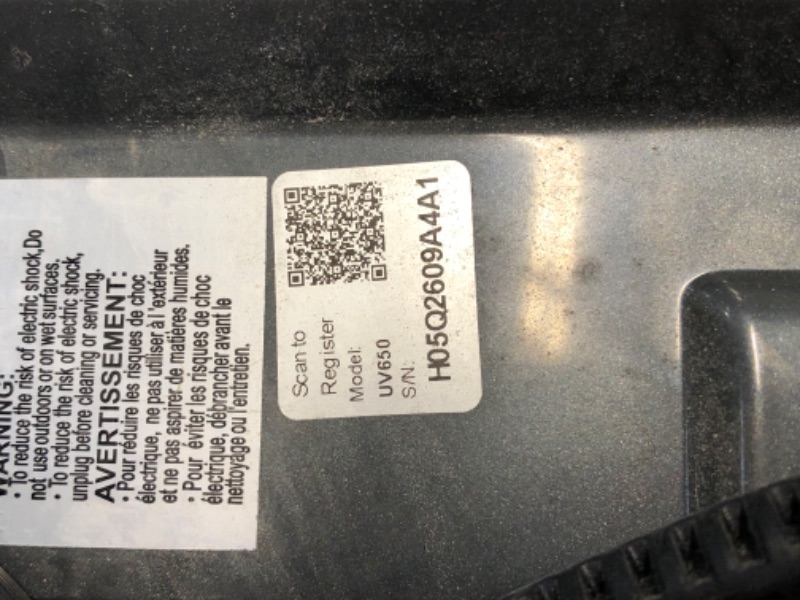 WARNING:
• To reduce the risk of electric shock,Do
not use outdoors or on wet surfaces.
• To reduce the risk of electric shock,
unplug before cleaning or servicing.
AVERTISSEMENT:
• Pour réduire les risques de choc
électrique, ne pas utiliser à l'extérieur
et ne pas aspirer de matières humides.
• Pour éviter les risques de choc
électrique, débrancher avant le
nettoyage ou l'entretien.
Scan to
Register
Model:
UV650
S/N:
H05Q2609A4A1